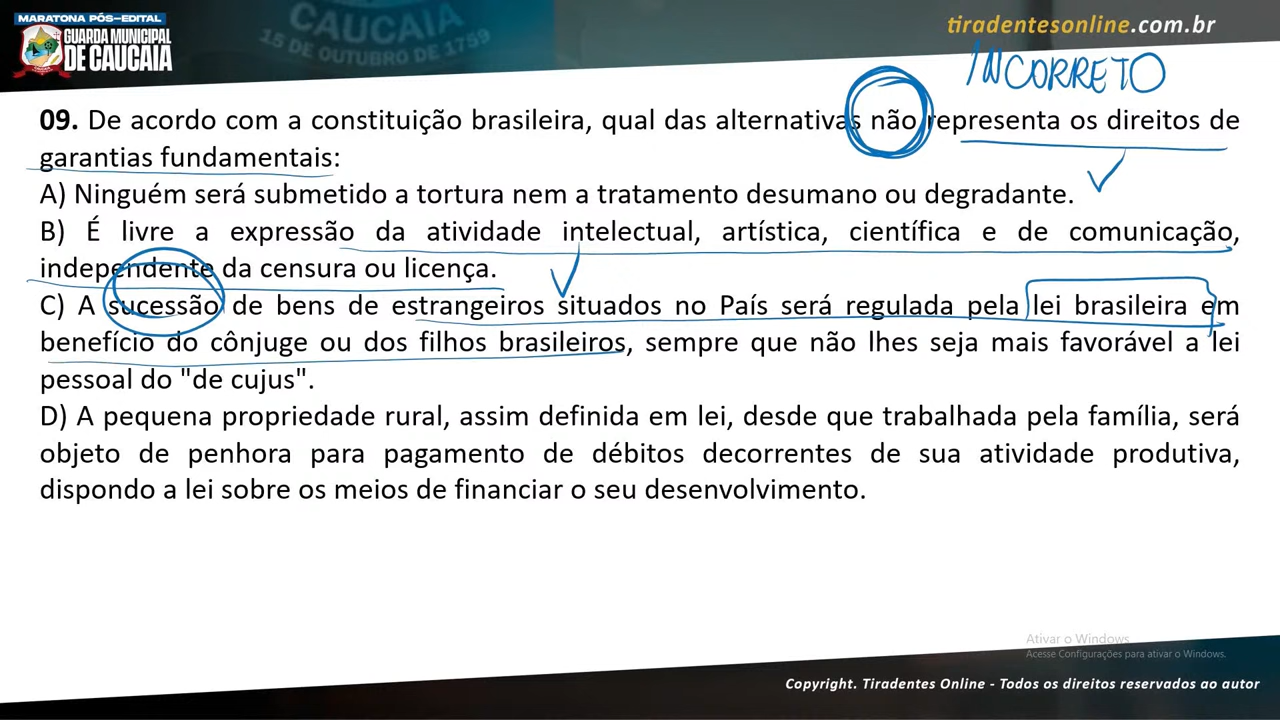 MARATONA PÓS-EDITAL
GUARDA MUNICIPAL
DE CAUCAIA
CAUCAIA
15 DE OUTUBRO DE 1759
tiradentesonline.com.br
INCORRETO
09. De acordo com a constituição brasileira, qual das alternativas não representa os direitos de
garantias fundamentais:
A) Ninguém será submetido a tortura nem a tratamento desumano ou degradante.
B) É livre a expressão da atividade intelectual, artística, científica e de comunicação,
independente da censura ou licença.
C) A sucessão de bens de estrangeiros situados no País será regulada pela lei brasileira em
benefício do cônjuge ou dos filhos brasileiros, sempre que não lhes seja mais favorável a lei
pessoal do "de cujus".
D) A pequena propriedade rural, assim definida em lei, desde que trabalhada pela família, será
objeto de penhora para pagamento de débitos decorrentes de sua atividade produtiva,
dispondo a lei sobre os meios de financiar o seu desenvolvimento.
Ativar o Windows
Acesse Configurações para ativar o Windows.
Copyright. Tiradentes Online - Todos os direitos reservados ao autor